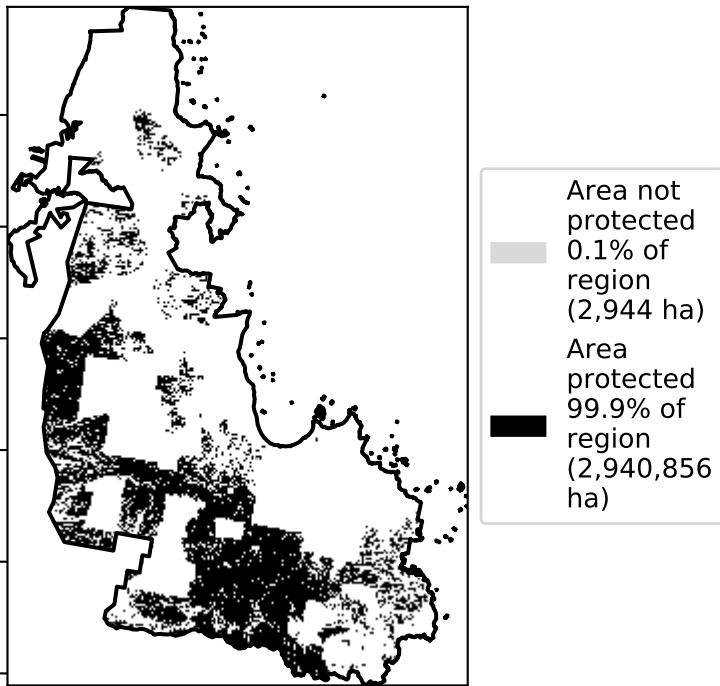 Area not
protected
0.1% of
region
(2,944 ha)
Area
protected
99.9% of
region
(2,940,856
ha)